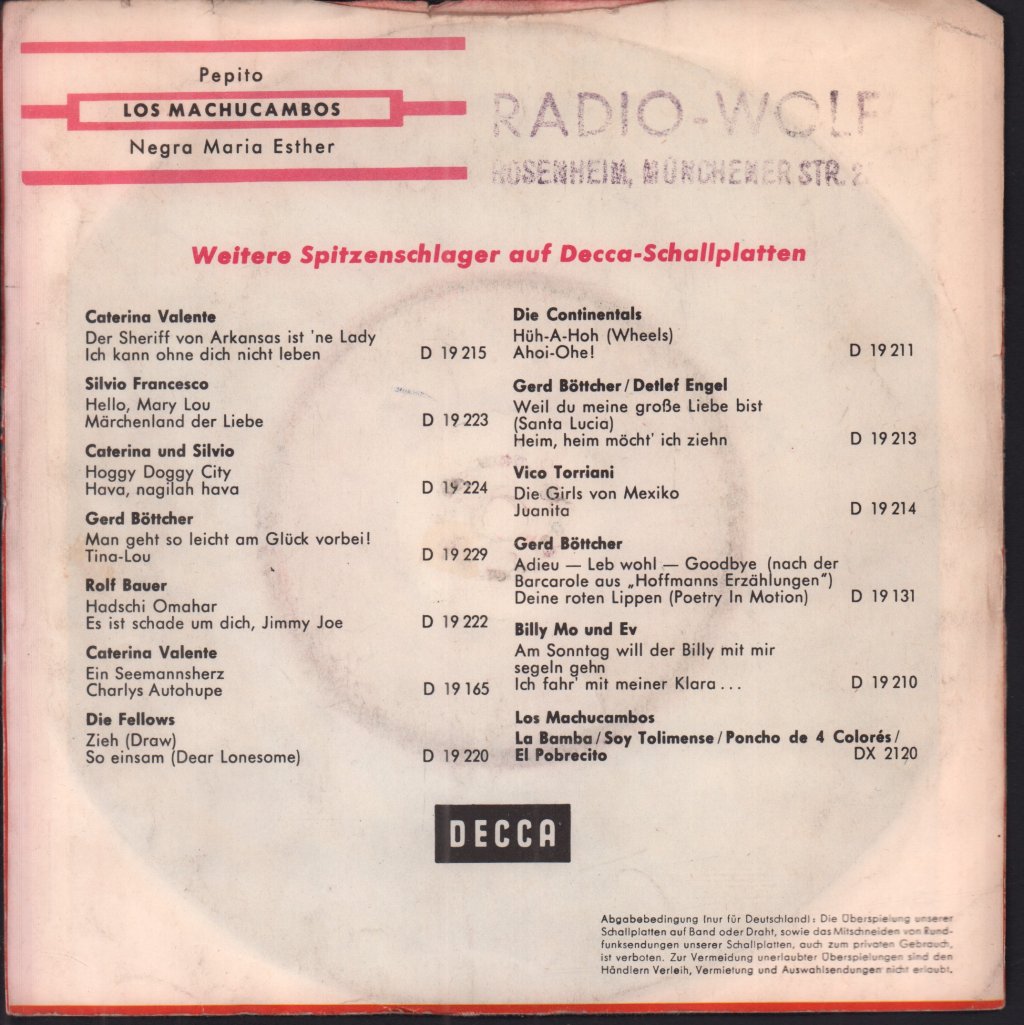 Pepito
LOS MACHUCAMBOS
Negra Maria Esther
RADIO-WOLF
ROSENHEIM, MÜNCHENER STR.
Weitere Spitzenschlager auf Decca-Schallplatten
Caterina Valente
Der Sheriff von Arkansas ist 'ne Lady
Ich kann ohne dich nicht leben D 19 215
Silvio Francesco
Hello, Mary Lou
Märchenland der Liebe D 19 223
Caterina und Silvio
Hoggy Doggy City
Hava, nagilah hava D 19 224
Gerd Böttcher
Man geht so leicht am Glück vorbei!
Tina-Lou D 19 229
Rolf Bauer
Hadschi Omahar
Es ist schade um dich, Jimmy Joe D 19 222
Caterina Valente
Ein Seemannsherz
Charlys Autohupe D 19 165
Die Fellows
Zieh (Draw)
So einsam (Dear Lonesome) D 19 220
Die Continentals
Hüh-A-Hoh (Wheels)
Ahoi-Ohe! D 19 211
Gerd Böttcher / Detlef Engel
Weil du meine große Liebe bist
(Santa Lucia)
Heim, heim möcht' ich ziehn D 19 213
Vico Torriani
Die Girls von Mexiko
Juanita D 19 214
Gerd Böttcher
Adieu — Leb wohl — Goodbye (nach der
Barcarole aus „Hoffmanns Erzählungen“)
Deine roten Lippen (Poetry In Motion) D 19 131
Billy Mo und Ev
Am Sonntag will der Billy mit mir
segeln gehn
Ich fahr' mit meiner Klara ... D 19 210
Los Machucambos
La Bamba / Soy Tolimense / Poncho de 4 Colorés /
El Pobrecito DX 2120
DECCA
Abgabebedingung (nur für Deutschland): Die Überspielung unserer
Schallplatten auf Band oder Draht, sowie das Mitschneiden von Rund-
funksendungen unserer Schallplatten, auch zum privaten Gebrauch,
ist verboten. Zur Vermeidung unerlaubter Überspielungen sind den
Händlern Verleih, Vermietung und Auswahlsendungen nicht erlaubt.